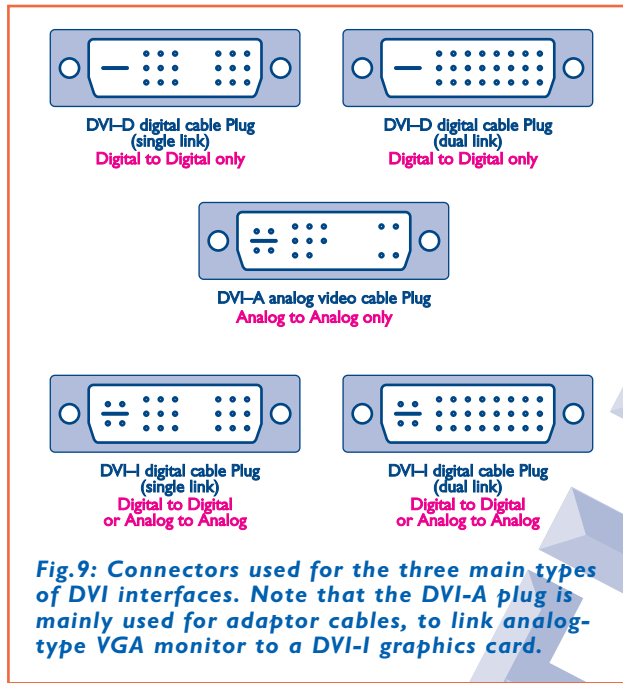 DVI–D digital cable Plug
(single link)
Digital to Digital only
DVI–D digital cable Plug
(dual link)
Digital to Digital only
DVI–A analog video cable Plug
Analog to Analog only
DVI–I digital cable Plug
(single link)
Digital to Digital
or Analog to Analog
DVI–I digital cable Plug
(dual link)
Digital to Digital
or Analog to Analog
Fig.9: Connectors used for the three main types
of DVI interfaces. Note that the DVI-A plug is
mainly used for adaptor cables, to link analog-
type VGA monitor to a DVI-I graphics card.